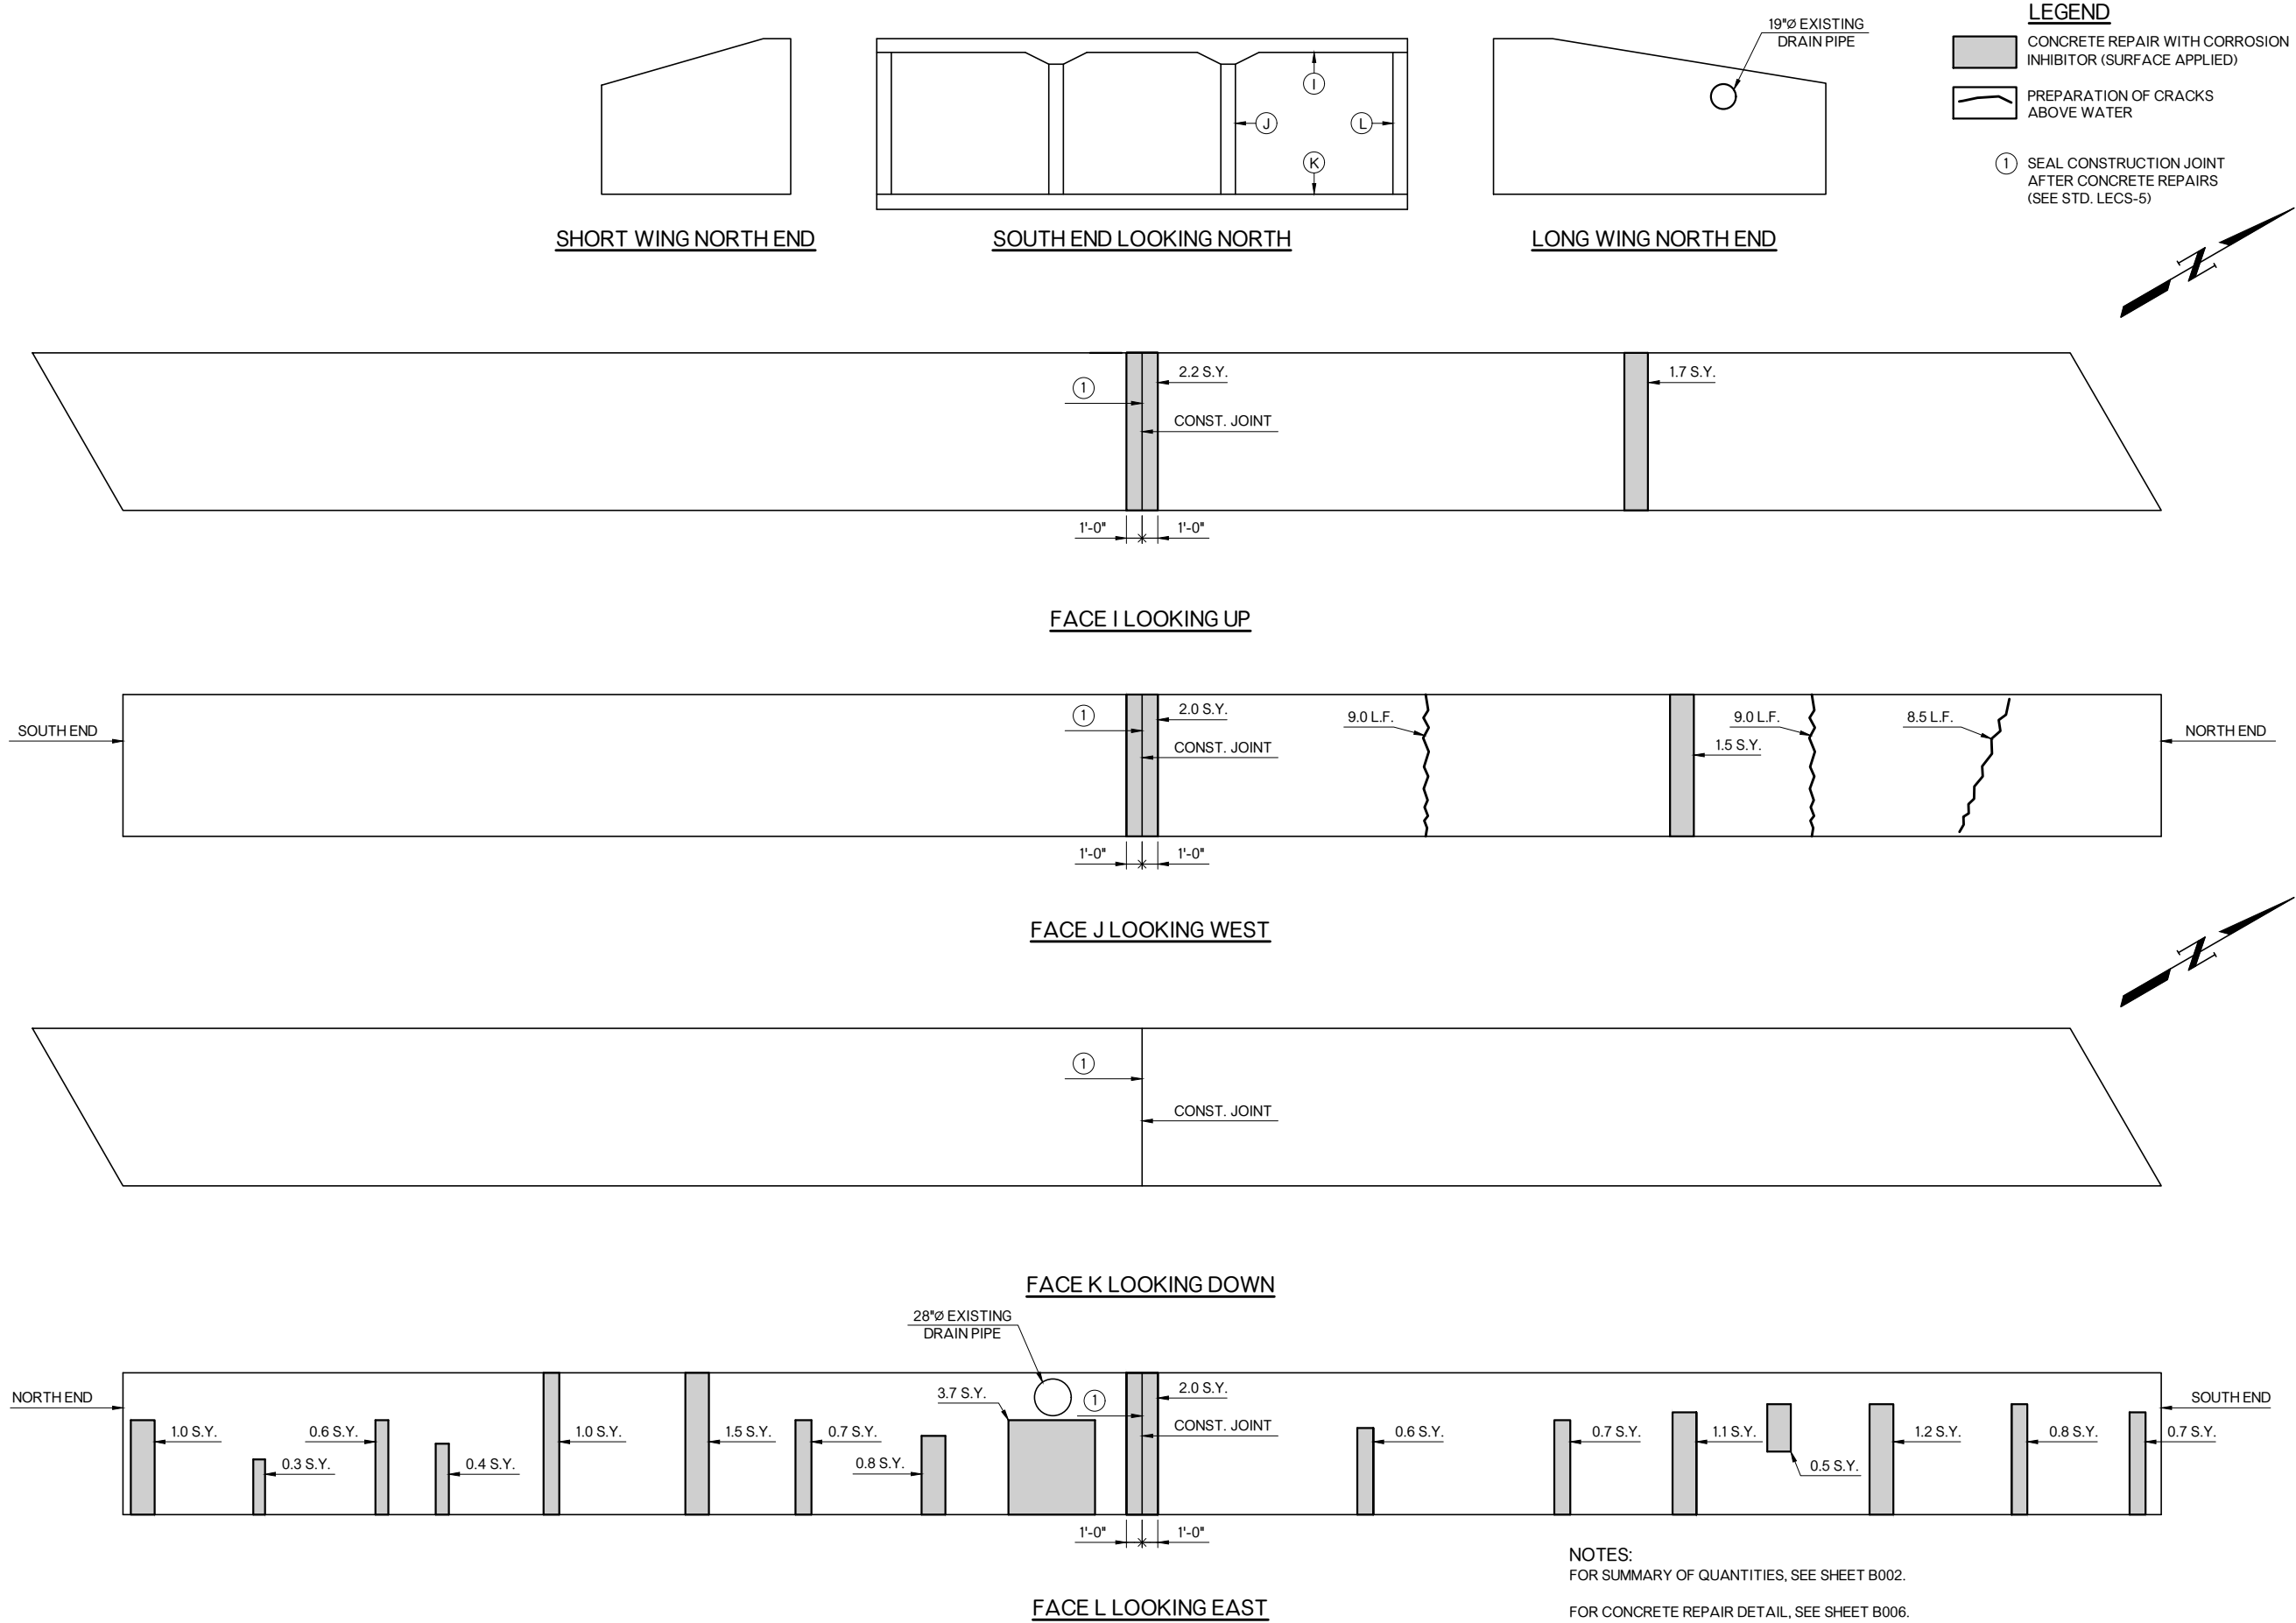 LEGEND
CONCRETE REPAIR WITH CORROSION
INHIBITOR (SURFACE APPLIED)
PREPARATION OF CRACKS
ABOVE WATER
1 SEAL CONSTRUCTION JOINT
AFTER CONCRETE REPAIRS
(SEE STD. LECS-5)
19"Ø EXISTING
DRAIN PIPE
I
J
L
K
SHORT WING NORTH END
SOUTH END LOOKING NORTH
LONG WING NORTH END
N
1
2.2 S.Y.
CONST. JOINT
1.7 S.Y.
1'-0"
1'-0"
FACE I LOOKING UP
SOUTH END
1
2.0 S.Y.
CONST. JOINT
9.0 L.F.
1.5 S.Y.
9.0 L.F.
8.5 L.F.
NORTH END
1'-0"
1'-0"
FACE J LOOKING WEST
N
1
CONST. JOINT
FACE K LOOKING DOWN
28"Ø EXISTING
DRAIN PIPE
NORTH END
1.0 S.Y.
0.3 S.Y.
0.6 S.Y.
0.4 S.Y.
1.0 S.Y.
1.5 S.Y.
0.7 S.Y.
0.8 S.Y.
3.7 S.Y.
1
2.0 S.Y.
CONST. JOINT
0.6 S.Y.
0.7 S.Y.
1.1 S.Y.
0.5 S.Y.
1.2 S.Y.
0.8 S.Y.
0.7 S.Y.
SOUTH END
1'-0"
1'-0"
FACE L LOOKING EAST
NOTES:
FOR SUMMARY OF QUANTITIES, SEE SHEET B002.
FOR CONCRETE REPAIR DETAIL, SEE SHEET B006.